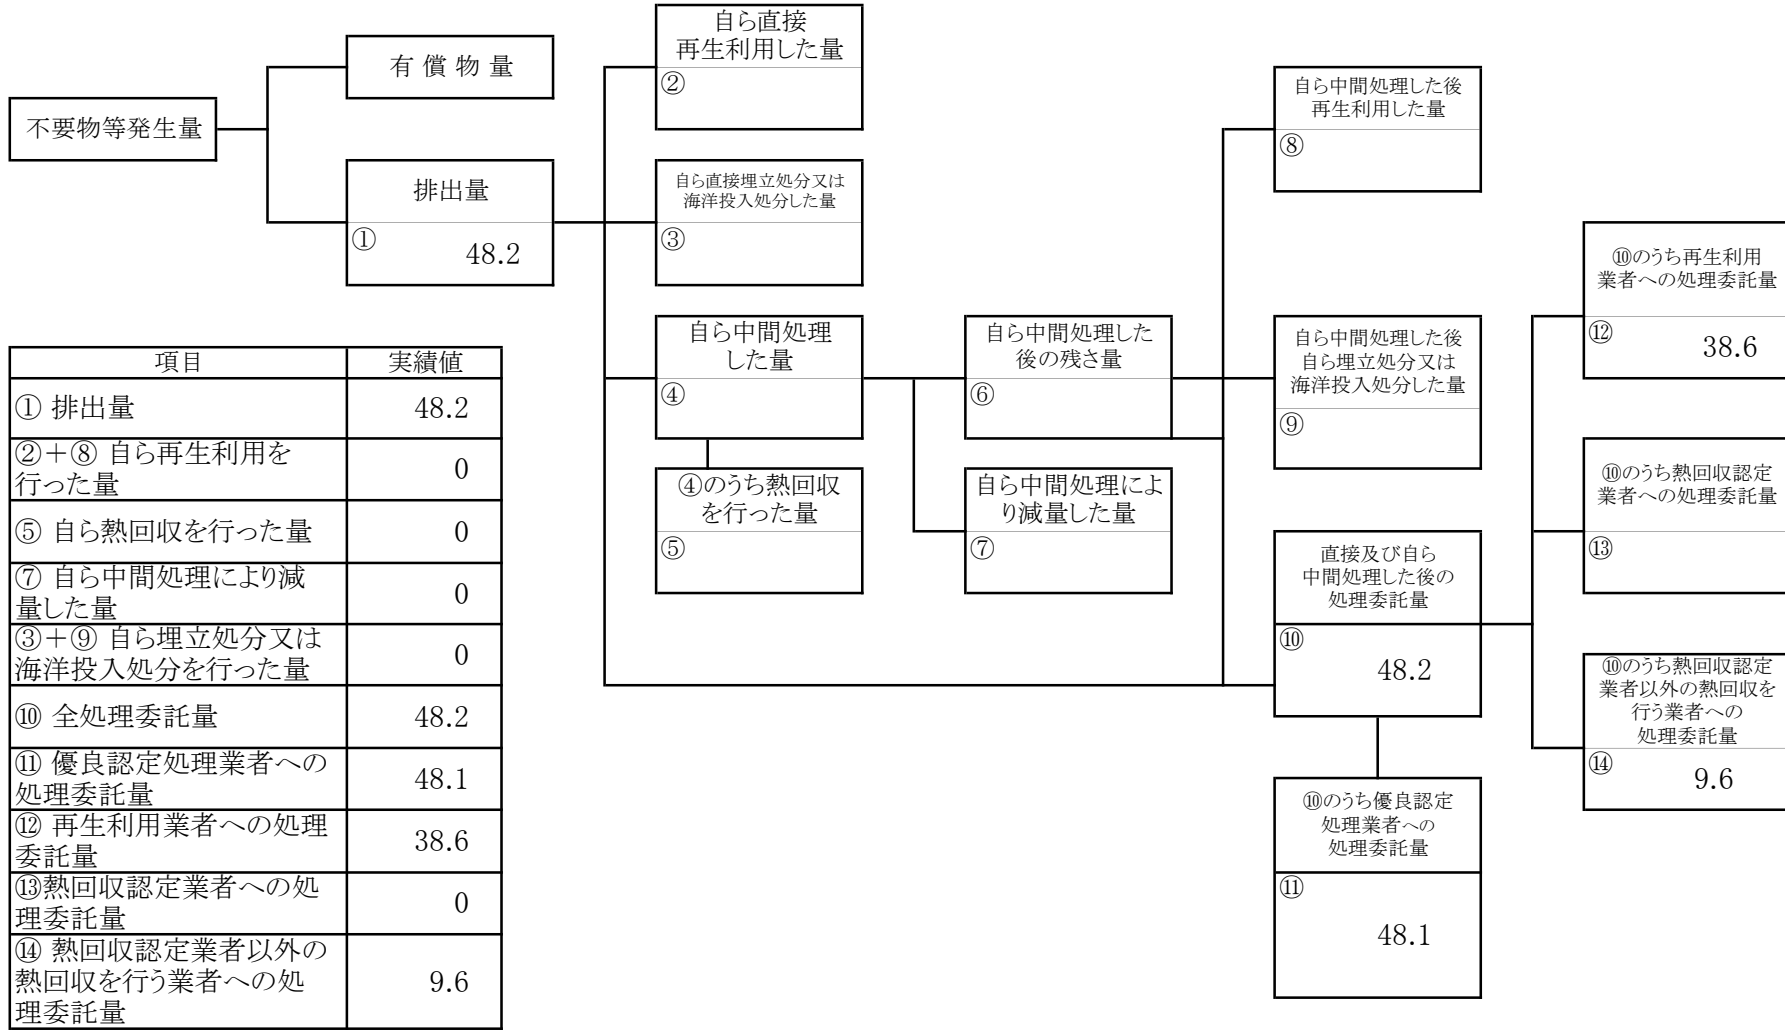 不要物等発生量
有 償 物 量
排出量
①
48.2
自ら直接
再生利用した量
②
自ら直接埋立処分又は
海洋投入処分した量
③
自ら中間処理
した量
④
④のうち熱回収
を行った量
⑤
自ら中間処理した
後の残さ量
⑥
自ら中間処理によ
り減量した量
⑦
自ら中間処理した後
再生利用した量
⑧
自ら中間処理した後
自ら埋立処分又は
海洋投入処分した量
⑨
直接及び自ら
中間処理した後の
処理委託量
⑩
48.2
⑩のうち優良認定
処理業者への
処理委託量
⑪
48.1
⑩のうち再生利用
業者への処理委託量
⑫
38.6
⑩のうち熱回収認定
業者への処理委託量
⑬
⑩のうち熱回収認定
業者以外の熱回収を
行う業者への
処理委託量
⑭
9.6
項目 実績値
① 排出量 48.2
②＋⑧ 自ら再生利用を
行った量 0
⑤ 自ら熱回収を行った量 0
⑦ 自ら中間処理により減
量した量 0
③＋⑨ 自ら埋立処分又は
海洋投入処分を行った量 0
⑩ 全処理委託量 48.2
⑪ 優良認定処理業者への
処理委託量 48.1
⑫ 再生利用業者への処理
委託量 38.6
⑬熱回収認定業者への処
理委託量 0
⑭ 熱回収認定業者以外の
熱回収を行う業者への処
理委託量 9.6